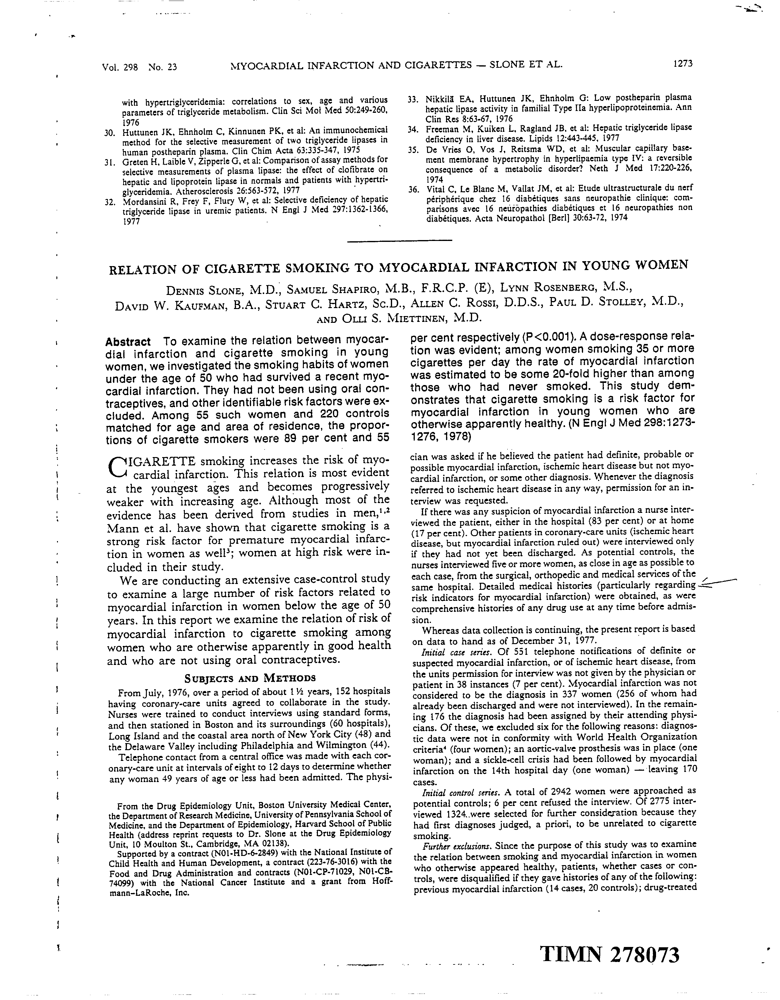 Vol. 298 No. 23
MYOCARDIAL INFARCTION AND CIGARETTES — SLONE ET AL.
1273
with hypertriglyceridemia: correlations to sex, age and various
parameters of triglyceride metabolism. Clin Sci Mol Med 50:249-260,
1976
30. Huttunen JK, Ehnholm C, Kinnunen PK, et al: An immunochemical
method for the selective measurement of two triglyceride lipases in
human postheparin plasma. Clin Chim Acta 63:335-347, 1975
31. Greten H, Laible V, Zipperle G, et al: Comparison of assay methods for
selective measurements of plasma lipase: the effect of clofibrate on
hepatic and lipoprotein lipase in normals and patients with hypertri-
glyceridemia. Atherosclerosis 26:563-572, 1977
32. Mordansini R, Frey F, Flury W, et al: Selective deficiency of hepatic
triglyceride lipase in uremic patients. N Engl J Med 297:1362-1366,
1977
33. Nikkilä EA, Huttunen JK, Ehnholm G: Low postheparin plasma
hepatic lipase activity in familial Type IIa hyperlipoproteinemia. Ann
Clin Res 8:63-67, 1976
34. Freeman M, Kuiken L, Ragland JB, et al: Hepatic triglyceride lipase
deficiency in liver disease. Lipids 12:443-445, 1977
35. De Vries O, Vos J, Reitsma WD, et al: Muscular capillary base-
ment membrane hypertrophy in hyperlipaemia type IV: a reversible
consequence of a metabolic disorder? Neth J Med 17:220-226,
1974
36. Vital C, Le Blanc M, Vallat JM, et al: Etude ultrastructurale du nerf
périphérique chez 16 diabétiques sans neuropathie clinique: com-
parisons avec 16 neuropathies diabétiques et 16 neuropathies non
diabétiques. Acta Neuropathol [Berl] 30:63-72, 1974
RELATION OF CIGARETTE SMOKING TO MYOCARDIAL INFARCTION IN YOUNG WOMEN
DENNIS SLONE, M.D., SAMUEL SHAPIRO, M.B., F.R.C.P. (E), LYNN ROSENBERG, M.S.,
DAVID W. KAUFMAN, B.A., STUART C. HARTZ, SC.D., ALLEN C. ROSSI, D.D.S., PAUL D. STOLLEY, M.D.,
AND OLLI S. MIETTINEN, M.D.
Abstract To examine the relation between myocar-
dial infarction and cigarette smoking in young
women, we investigated the smoking habits of women
under the age of 50 who had survived a recent myo-
cardial infarction. They had not been using oral con-
traceptives, and other identifiable risk factors were ex-
cluded. Among 55 such women and 220 controls
matched for age and area of residence, the propor-
tions of cigarette smokers were 89 per cent and 55
per cent respectively (P<0.001). A dose-response rela-
tion was evident; among women smoking 35 or more
cigarettes per day the rate of myocardial infarction
was estimated to be some 20-fold higher than among
those who had never smoked. This study dem-
onstrates that cigarette smoking is a risk factor for
myocardial infarction in young women who are
otherwise apparently healthy. (N Engl J Med 298:1273-
1276, 1978)
CIGARETTE smoking increases the risk of myo-
cardial infarction. This relation is most evident
at the youngest ages and becomes progressively
weaker with increasing age. Although most of the
evidence has been derived from studies in men,1,2
Mann et al. have shown that cigarette smoking is a
strong risk factor for premature myocardial infarc-
tion in women as well3; women at high risk were in-
cluded in their study.
We are conducting an extensive case-control study
to examine a large number of risk factors related to
myocardial infarction in women below the age of 50
years. In this report we examine the relation of risk of
myocardial infarction to cigarette smoking among
women who are otherwise apparently in good health
and who are not using oral contraceptives.
SUBJECTS AND METHODS
From July, 1976, over a period of about 1½ years, 152 hospitals
having coronary-care units agreed to collaborate in the study.
Nurses were trained to conduct interviews using standard forms,
and then stationed in Boston and its surroundings (60 hospitals),
Long Island and the coastal area north of New York City (48) and
the Delaware Valley including Philadelphia and Wilmington (44).
Telephone contact from a central office was made with each cor-
onary-care unit at intervals of eight to 12 days to determine whether
any woman 49 years of age or less had been admitted. The physi-
From the Drug Epidemiology Unit, Boston University Medical Center,
the Department of Research Medicine, University of Pennsylvania School of
Medicine, and the Department of Epidemiology, Harvard School of Public
Health (address reprint requests to Dr. Slone at the Drug Epidemiology
Unit, 10 Moulton St., Cambridge, MA 02138).
Supported by a contract (N01-HD-6-2849) with the National Institute of
Child Health and Human Development, a contract (223-76-3016) with the
Food and Drug Administration and contracts (N01-CP-71029, N01-CB-
74099) with the National Cancer Institute and a grant from Hoff-
mann-LaRoche, Inc.
cian was asked if he believed the patient had definite, probable or
possible myocardial infarction, ischemic heart disease but not myo-
cardial infarction, or some other diagnosis. Whenever the diagnosis
referred to ischemic heart disease in any way, permission for an in-
terview was requested.
If there was any suspicion of myocardial infarction a nurse inter-
viewed the patient, either in the hospital (83 per cent) or at home
(17 per cent). Other patients in coronary-care units (ischemic heart
disease, but myocardial infarction ruled out) were interviewed only
if they had not yet been discharged. As potential controls, the
nurses interviewed five or more women, as close in age as possible to
each case, from the surgical, orthopedic and medical services of the
same hospital. Detailed medical histories (particularly regarding
risk indicators for myocardial infarction) were obtained, as were
comprehensive histories of any drug use at any time before admis-
sion.
Whereas data collection is continuing, the present report is based
on data to hand as of December 31, 1977.
Initial case series. Of 551 telephone notifications of definite or
suspected myocardial infarction, or of ischemic heart disease, from
the units permission for interview was not given by the physician or
patient in 38 instances (7 per cent). Myocardial infarction was not
considered to be the diagnosis in 337 women (256 of whom had
already been discharged and were not interviewed). In the remain-
ing 176 the diagnosis had been assigned by their attending physi-
cians. Of these, we excluded six for the following reasons: diagnos-
tic data were not in conformity with World Health Organization
criteria4 (four women); an aortic-valve prosthesis was in place (one
woman); and a sickle-cell crisis had been followed by myocardial
infarction on the 14th hospital day (one woman) — leaving 170
cases.
Initial control series. A total of 2942 women were approached as
potential controls; 6 per cent refused the interview. Of 2775 inter-
viewed 1324 were selected for further consideration because they
had first diagnoses judged, a priori, to be unrelated to cigarette
smoking.
Further exclusions. Since the purpose of this study was to examine
the relation between smoking and myocardial infarction in women
who otherwise appeared healthy, patients, whether cases or con-
trols, were disqualified if they gave histories of any of the following:
previous myocardial infarction (14 cases, 20 controls); drug-treated
TIMN 278073